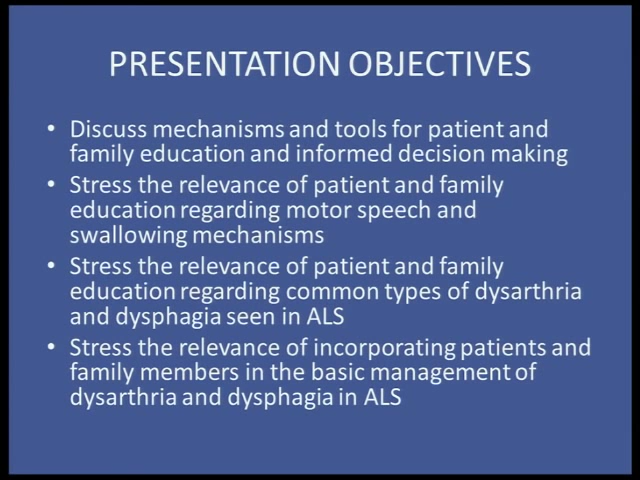 PRESENTATION OBJECTIVES
• Discuss mechanisms and tools for patient and
family education and informed decision making
• Stress the relevance of patient and family
education regarding motor speech and
swallowing mechanisms
• Stress the relevance of patient and family
education regarding common types of dysarthria
and dysphagia seen in ALS
• Stress the relevance of incorporating patients and
family members in the basic management of
dysarthria and dysphagia in ALS